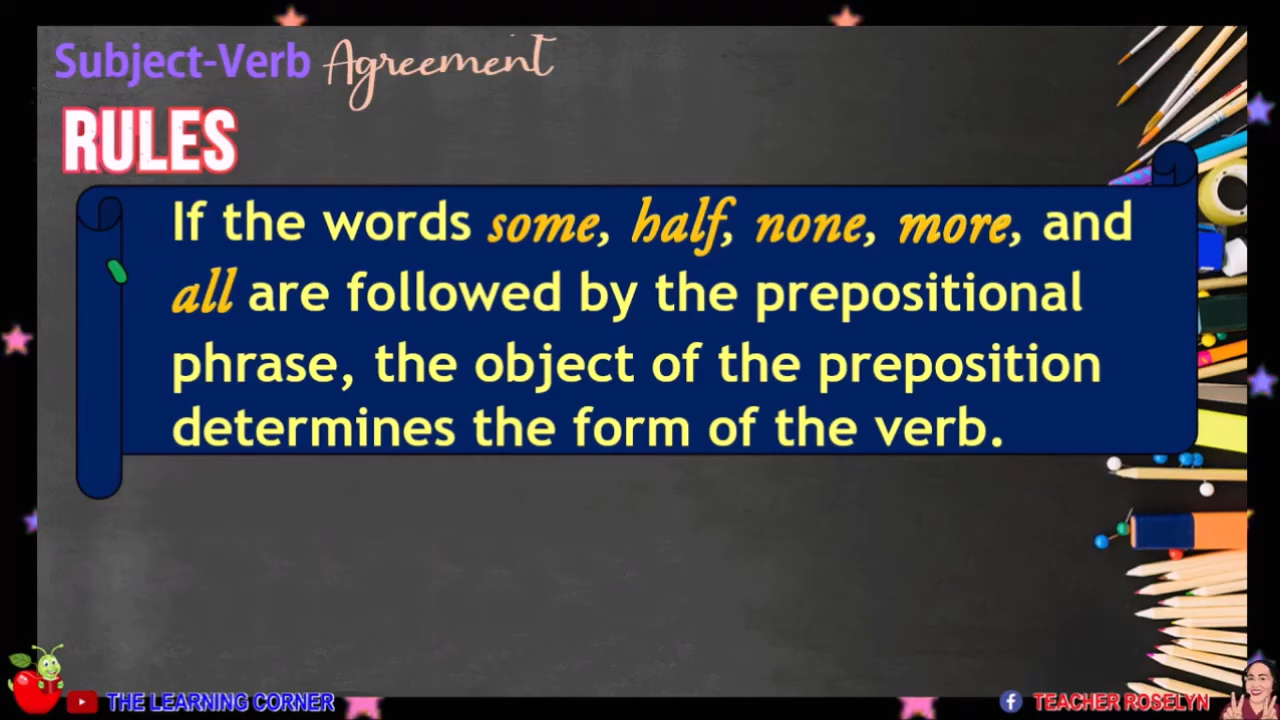 Subject-Verb Agreement
RULES
If the words some, half, none, more, and
all are followed by the prepositional
phrase, the object of the preposition
determines the form of the verb.
THE LEARNING CORNER
TEACHER ROSELYN